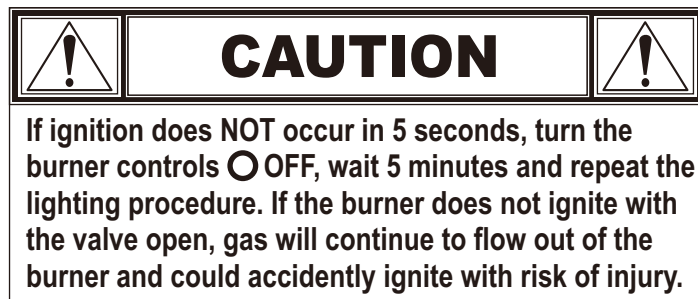 CAUTION
If ignition does NOT occur in 5 seconds, turn the
burner controls OFF, wait 5 minutes and repeat the
lighting procedure. If the burner does not ignite with
the valve open, gas will continue to flow out of the
burner and could accidently ignite with risk of injury.